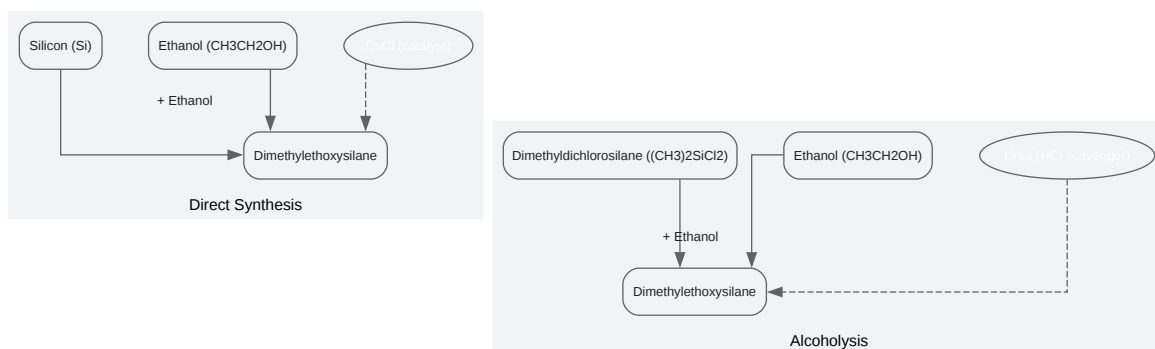 Silicon (Si)
Ethanol (CH3CH2OH)
CuCl (catalyst)
+ Ethanol
Dimethylethoxysilane
Direct Synthesis
Dimethyldichlorosilane ((CH3)2SiCl2)
Ethanol (CH3CH2OH)
Urea (HCl scavenger)
+ Ethanol
Dimethylethoxysilane
Alcoholysis